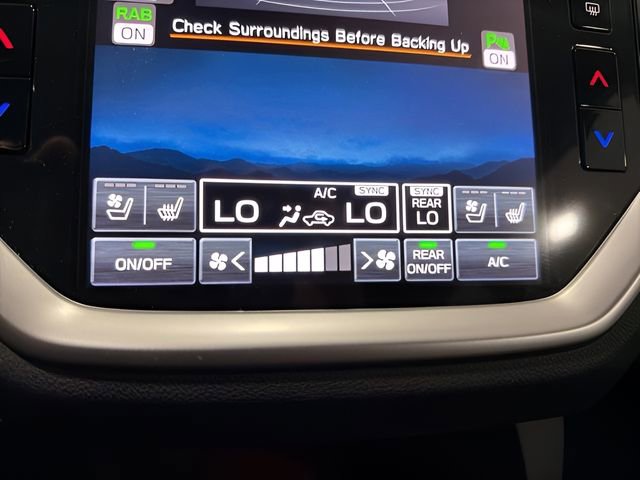 RAB
ON
Check Surroundings Before Backing Up
ON
A/C
SYNC
LO
LO
SYNC
REAR
LO
ON/OFF
REAR
ON/OFF
A/C